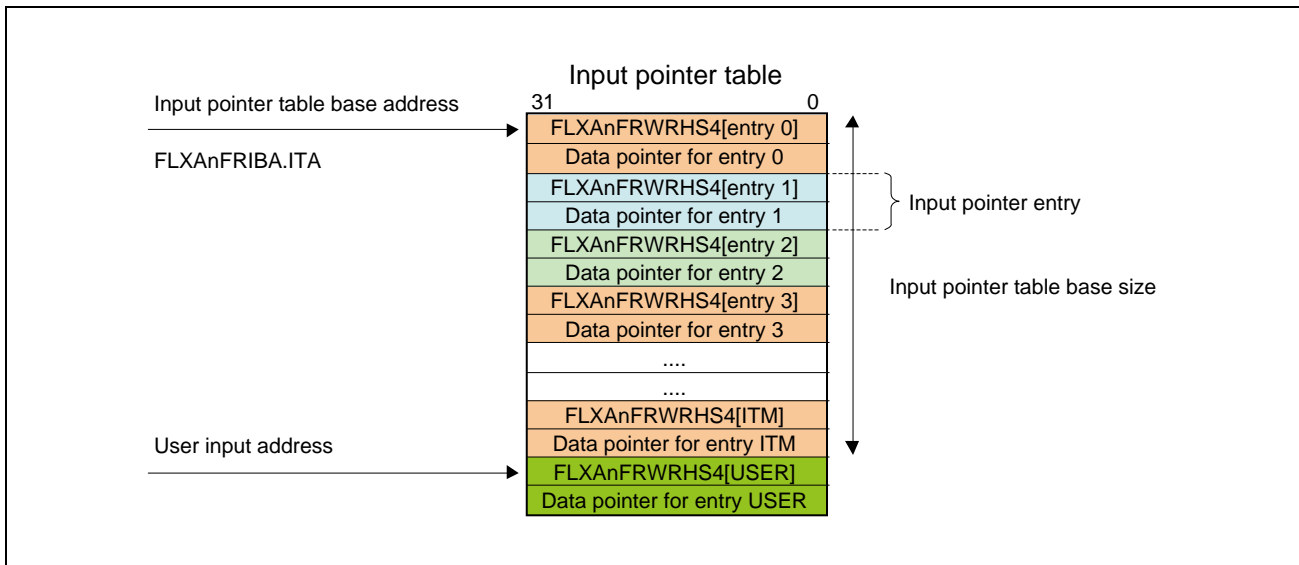 Input pointer table
31 0
Input pointer table base address
FLXAnFRIBA.ITA
FLXAnFRWRHS4[entry 0]
Data pointer for entry 0
FLXAnFRWRHS4[entry 1]
Data pointer for entry 1
Input pointer entry
FLXAnFRWRHS4[entry 2]
Data pointer for entry 2
Input pointer table base size
FLXAnFRWRHS4[entry 3]
Data pointer for entry 3
....
....
FLXAnFRWRHS4[ITM]
Data pointer for entry ITM
User input address
FLXAnFRWRHS4[USER]
Data pointer for entry USER